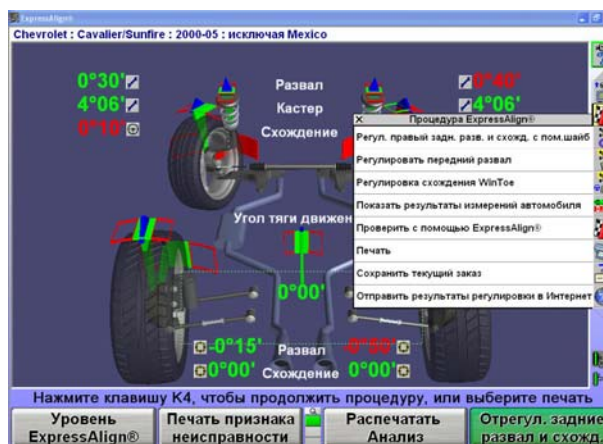 ExpressAlign®
Chevrolet : Cavalier/Sunfire : 2000-05 : исключая Mexico
0°30' Развал -0°40'
4°06' Кастер 4°06'
0°10' Схождение
Процедура ExpressAlign®
Регул. правый задн. разв. и схожд. с пом.шайб
Регулировать передний развал
Регулировка схождения WinToe
Показать результаты измерений автомобиля
Проверить с помощью ExpressAlign®
Печать
Сохранить текущий заказ
Отправить результаты регулировки в Интернет
Угол тяги движен
0°00'
-0°15' Развал -0°50'
0°00' Схождение 0°00'
Нажмите клавишу K4, чтобы продолжить процедуру, или выберите печать
Уровень
ExpressAlign®
Печать признака
неисправности
Распечатать
Анализ
Отрегул. задние
развал и схожд